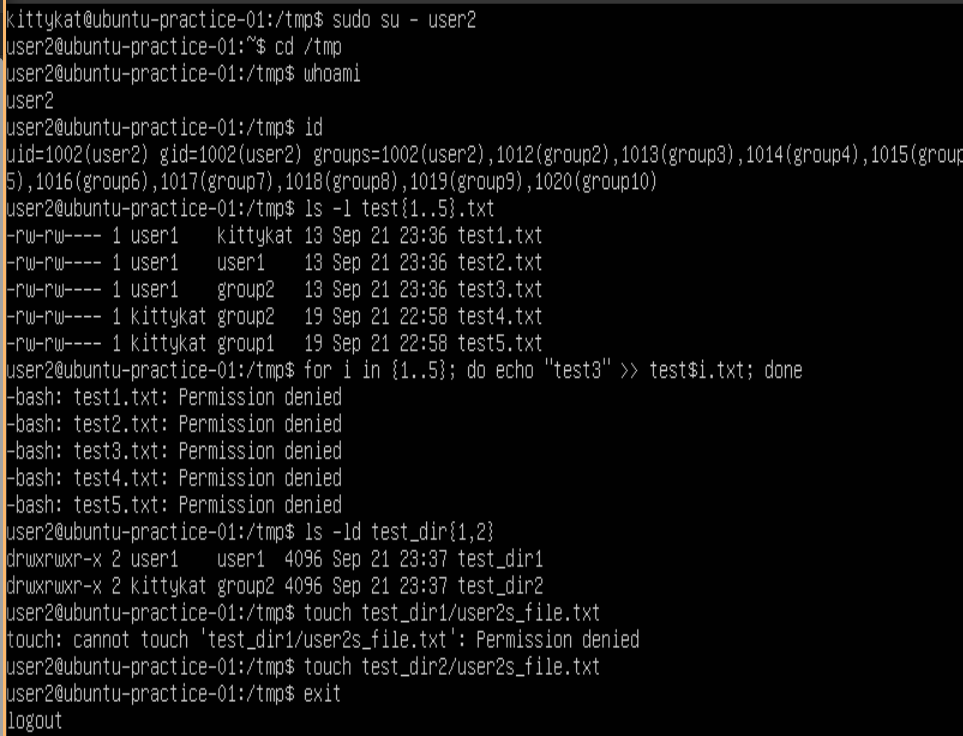 kittykat@ubuntu-practice-01:/tmp$ sudo su - user2
user2@ubuntu-practice-01:~$ cd /tmp
user2@ubuntu-practice-01:/tmp$ whoami
user2
user2@ubuntu-practice-01:/tmp$ id
uid=1002(user2) gid=1002(user2) groups=1002(user2),1012(group2),1013(group3),1014(group4),1015(group
5),1016(group6),1017(group7),1018(group8),1019(group9),1020(group10)
user2@ubuntu-practice-01:/tmp$ ls -l test{1..5}.txt
-rw-rw---- 1 user1    kittykat 13 Sep 21 23:36 test1.txt
-rw-rw---- 1 user1    user1    13 Sep 21 23:36 test2.txt
-rw-rw---- 1 user1    group2   13 Sep 21 23:36 test3.txt
-rw-rw---- 1 kittykat group2   19 Sep 21 22:58 test4.txt
-rw-rw---- 1 kittykat group1   19 Sep 21 22:58 test5.txt
user2@ubuntu-practice-01:/tmp$ for i in {1..5}; do echo "test3" >> test$i.txt; done
-bash: test1.txt: Permission denied
-bash: test2.txt: Permission denied
-bash: test3.txt: Permission denied
-bash: test4.txt: Permission denied
-bash: test5.txt: Permission denied
user2@ubuntu-practice-01:/tmp$ ls -ld test_dir{1,2}
drwxrwxr-x 2 user1    user1  4096 Sep 21 23:37 test_dir1
drwxrwxr-x 2 kittykat group2 4096 Sep 21 23:37 test_dir2
user2@ubuntu-practice-01:/tmp$ touch test_dir1/user2s_file.txt
touch: cannot touch 'test_dir1/user2s_file.txt': Permission denied
user2@ubuntu-practice-01:/tmp$ touch test_dir2/user2s_file.txt
user2@ubuntu-practice-01:/tmp$ exit
logout